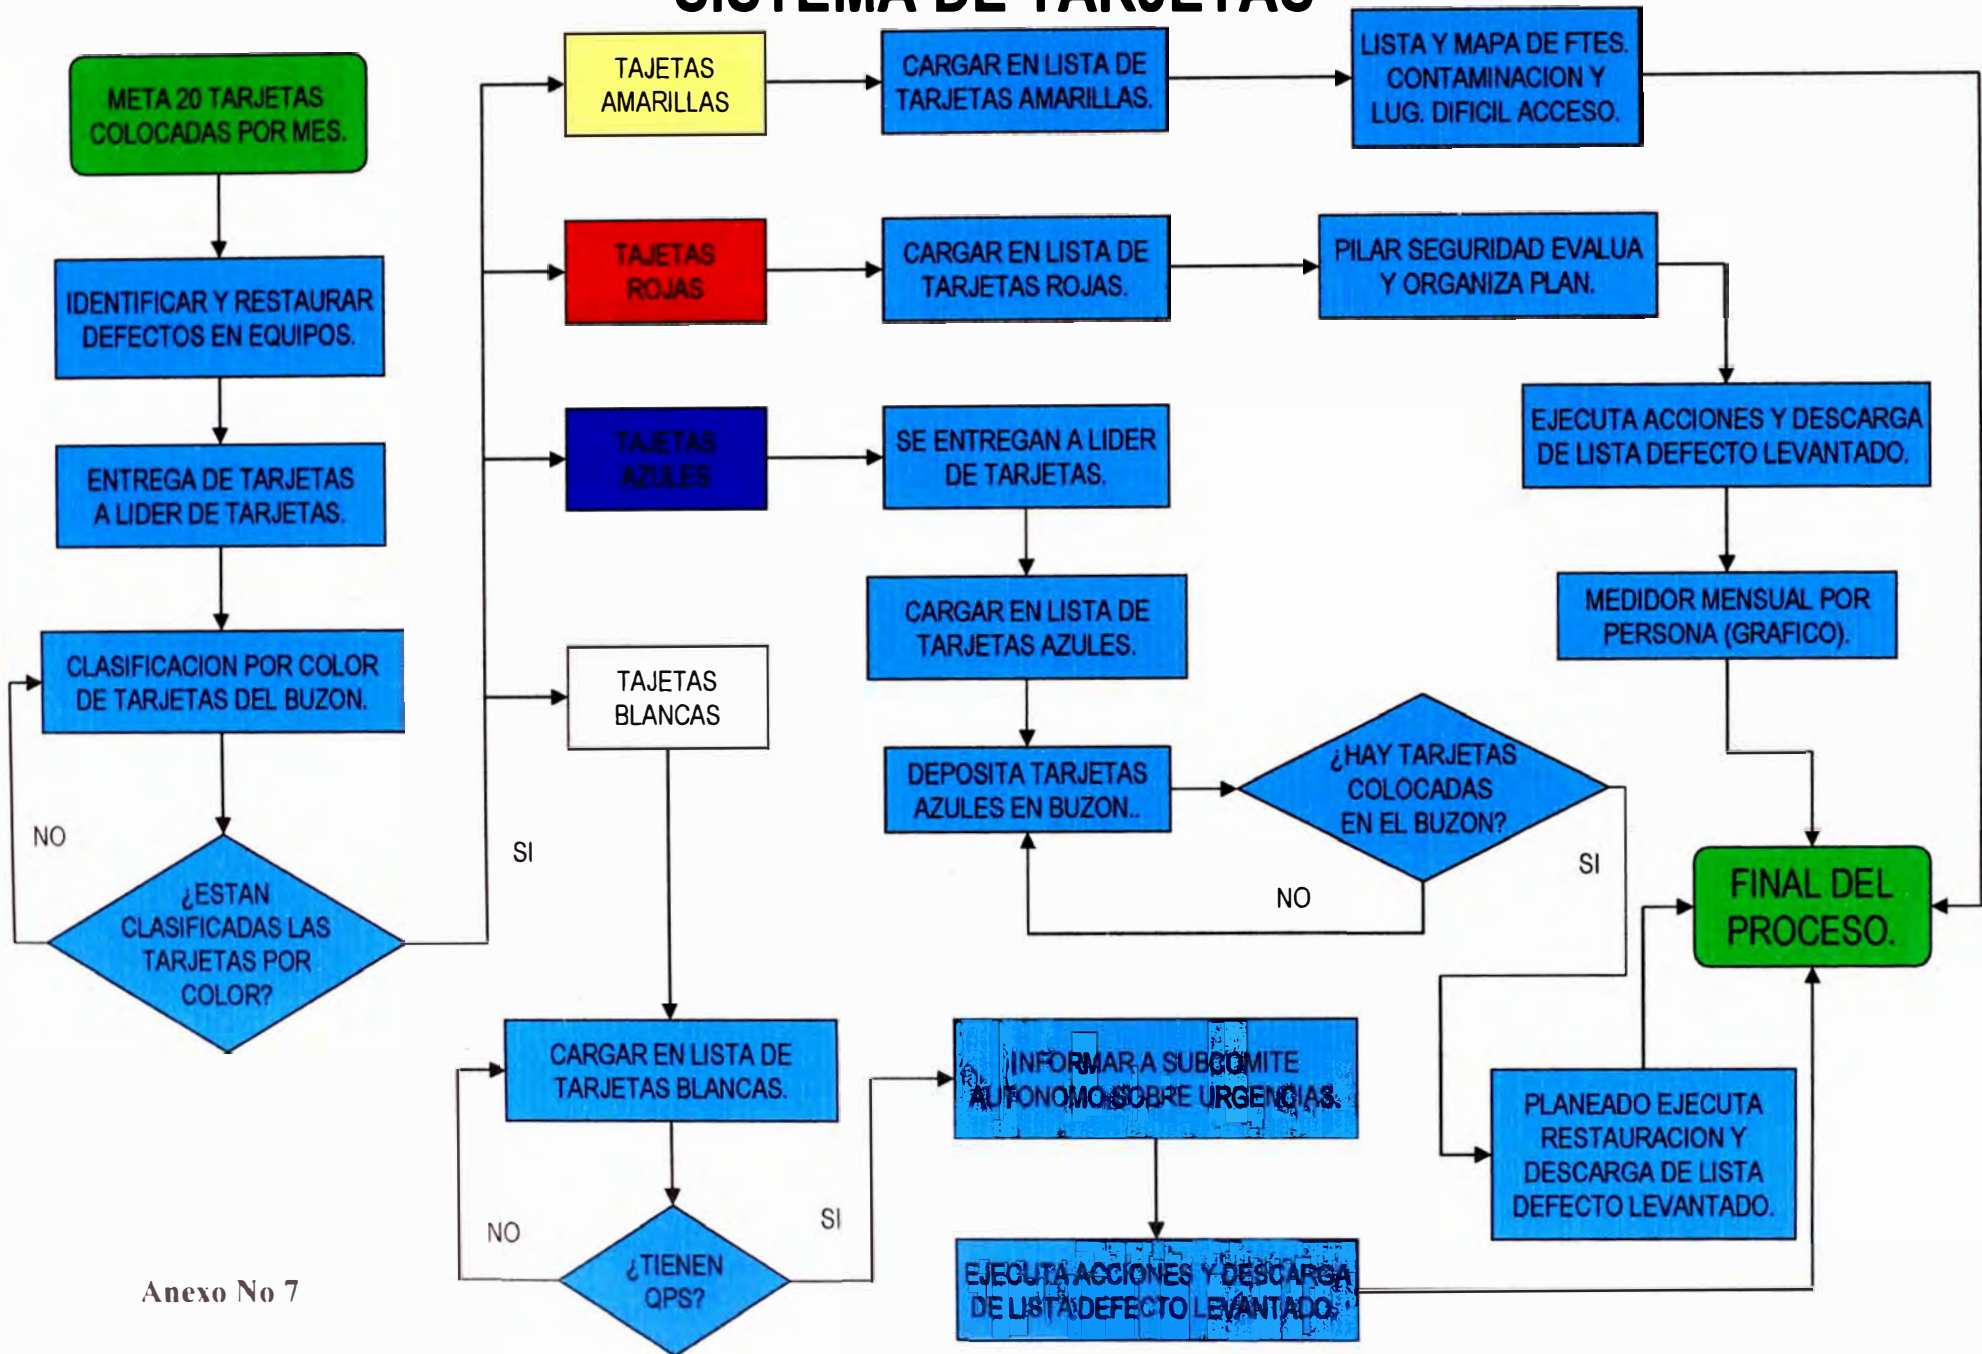 SISTEMA DE TARJETAS
META 20 TARJETAS
COLOCADAS POR MES.
IDENTIFICAR Y RESTAURAR
DEFECTOS EN EQUIPOS.
ENTREGA DE TARJETAS
A LIDER DE TARJETAS.
CLASIFICACION POR COLOR
DE TARJETAS DEL BUZON.
NO
¿ESTAN
CLASIFICADAS LAS
TARJETAS POR
COLOR?
SI
TAJETAS
AMARILLAS
CARGAR EN LISTA DE
TARJETAS AMARILLAS.
LISTA Y MAPA DE FTES.
CONTAMINACION Y
LUG. DIFICIL ACCESO.
TAJETAS
ROJAS
CARGAR EN LISTA DE
TARJETAS ROJAS.
PILAR SEGURIDAD EVALUA
Y ORGANIZA PLAN.
EJECUTA ACCIONES Y DESCARGA
DE LISTA DEFECTO LEVANTADO.
MEDIDOR MENSUAL POR
PERSONA (GRAFICO).
TAJETAS
AZULES
SE ENTREGAN A LIDER
DE TARJETAS.
CARGAR EN LISTA DE
TARJETAS AZULES.
DEPOSITA TARJETAS
AZULES EN BUZON..
¿HAY TARJETAS
COLOCADAS
EN EL BUZON?
NO
SI
PLANEADO EJECUTA
RESTAURACION Y
DESCARGA DE LISTA
DEFECTO LEVANTADO.
TAJETAS
BLANCAS
CARGAR EN LISTA DE
TARJETAS BLANCAS.
NO
¿TIENEN
QPS?
SI
INFORMAR A SUBCOMITE
AUTONOMO SOBRE URGENCIAS.
EJECUTA ACCIONES Y DESCARGA
DE LISTA DEFECTO LEVANTADO.
FINAL DEL
PROCESO.
Anexo No 7